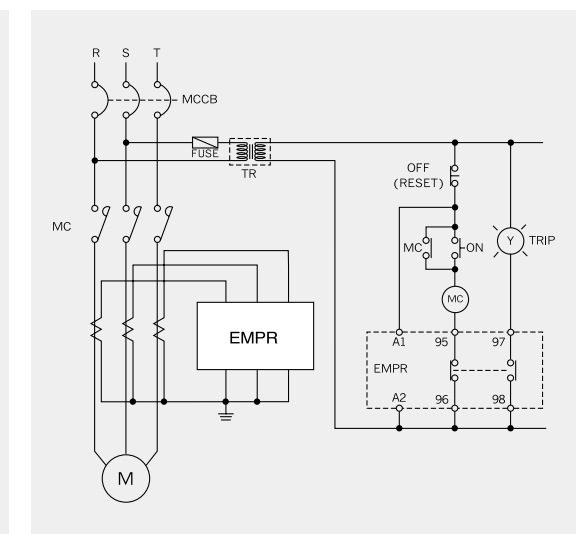 R S T
MCCB
FUSE
TR
OFF
(RESET)
MC
MC
ON
Y
TRIP
MC
EMPR
A1 95 97
EMPR
A2 96 98
M